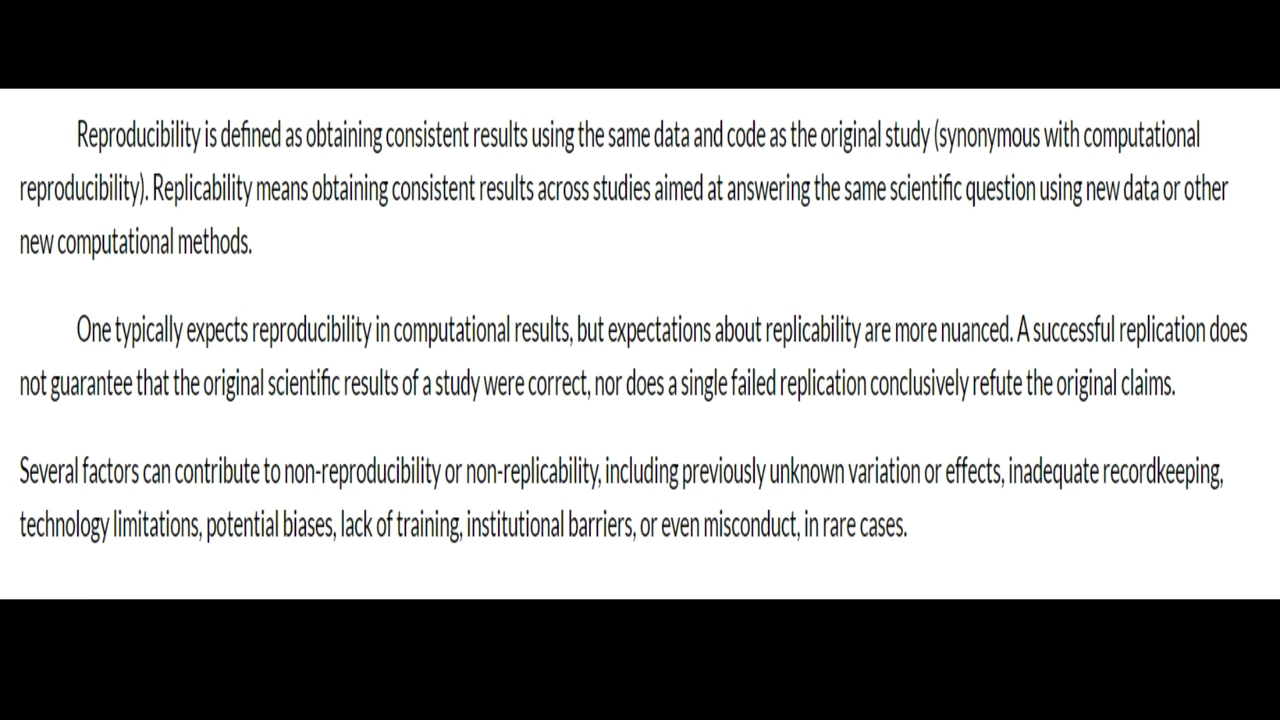 Reproducibility is defined as obtaining consistent results using the same data and code as the original study (synonymous with computational
reproducibility). Replicability means obtaining consistent results across studies aimed at answering the same scientific question using new data or other
new computational methods.
One typically expects reproducibility in computational results, but expectations about replicability are more nuanced. A successful replication does
not guarantee that the original scientific results of a study were correct, nor does a single failed replication conclusively refute the original claims.
Several factors can contribute to non-reproducibility or non-replicability, including previously unknown variation or effects, inadequate recordkeeping,
technology limitations, potential biases, lack of training, institutional barriers, or even misconduct, in rare cases.